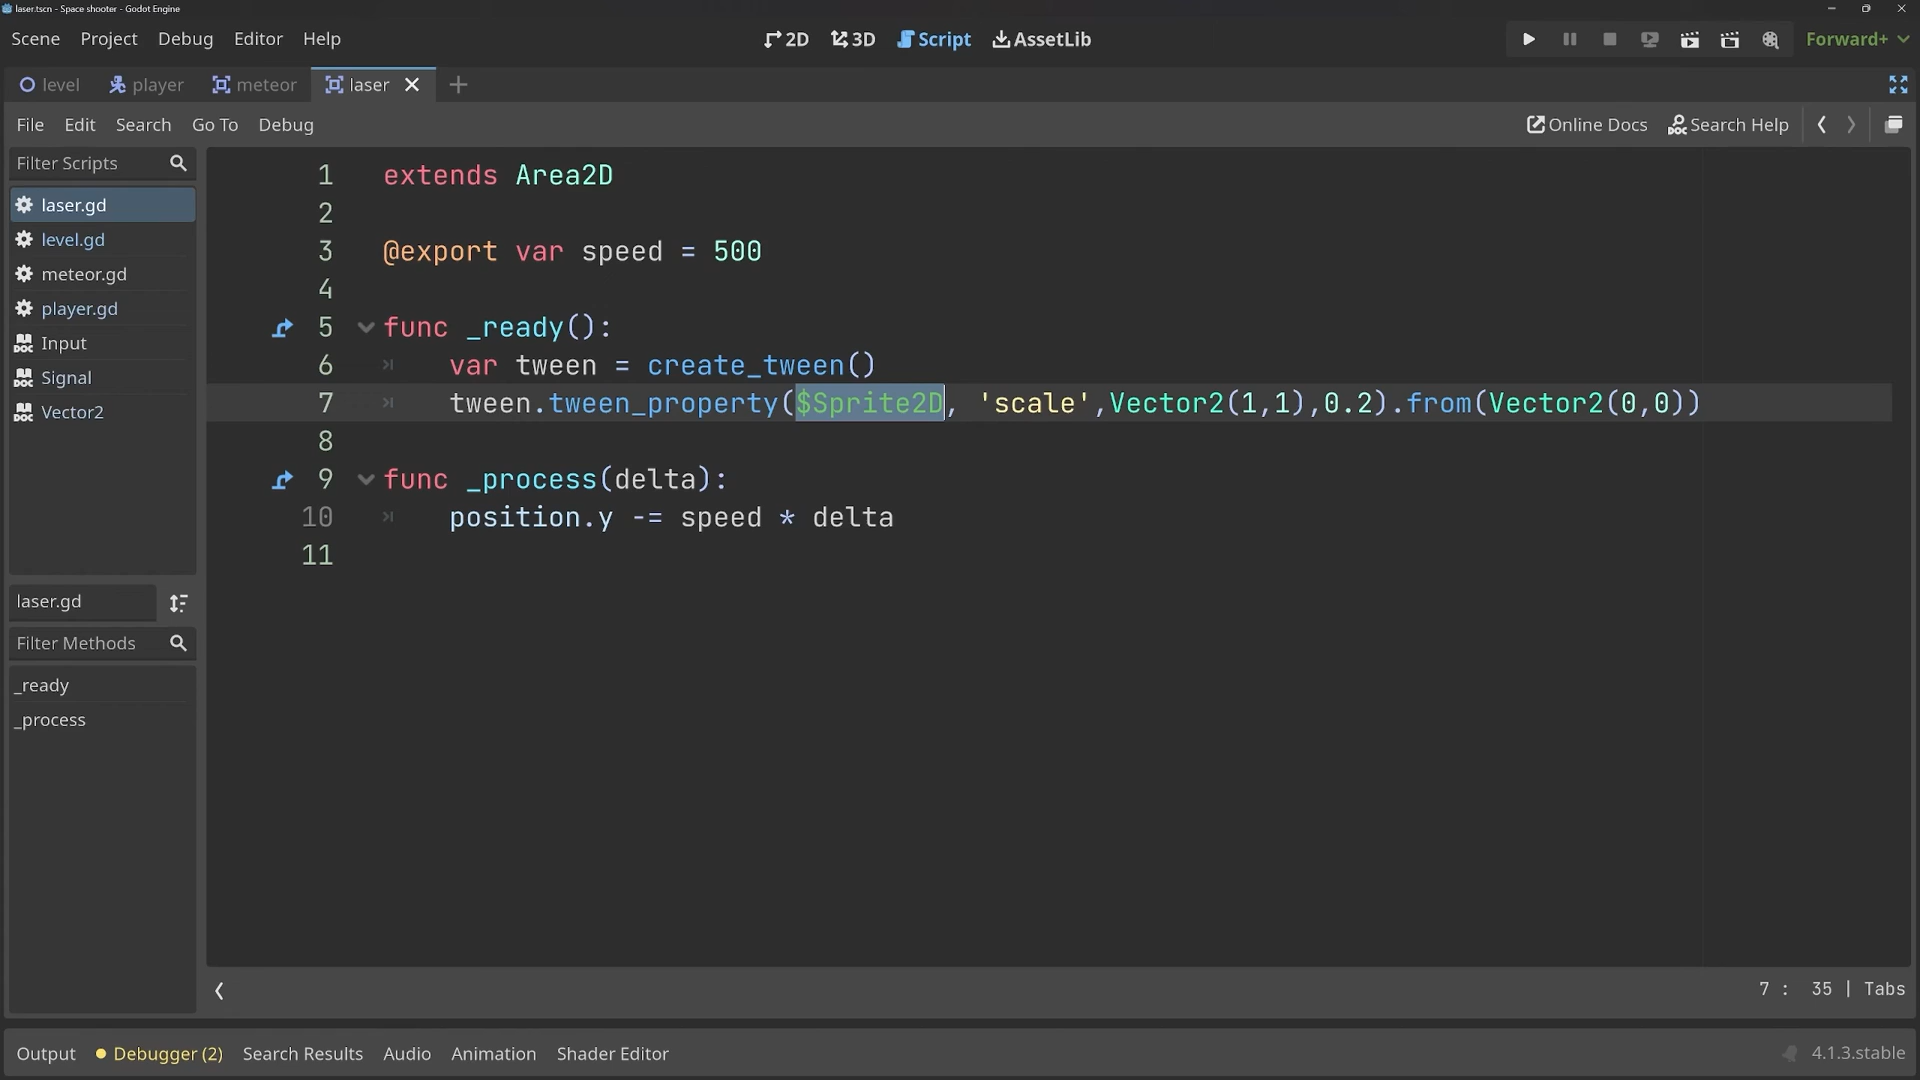 laser.tscn - Space shooter - Godot Engine
Scene Project Debug Editor Help
2D 3D Script AssetLib
Forward+
level player meteor laser
File Edit Search Go To Debug
Online Docs Search Help
Filter Scripts
laser.gd
level.gd
meteor.gd
player.gd
Input
Signal
Vector2
laser.gd
Filter Methods
_ready
_process
1 extends Area2D
2
3 @export var speed = 500
4
5 func _ready():
6 var tween = create_tween()
7 tween.tween_property($Sprite2D, 'scale',Vector2(1,1),0.2).from(Vector2(0,0))
8
9 func _process(delta):
10 position.y -= speed * delta
11
7 : 35 | Tabs
Output Debugger (2) Search Results Audio Animation Shader Editor
4.1.3.stable